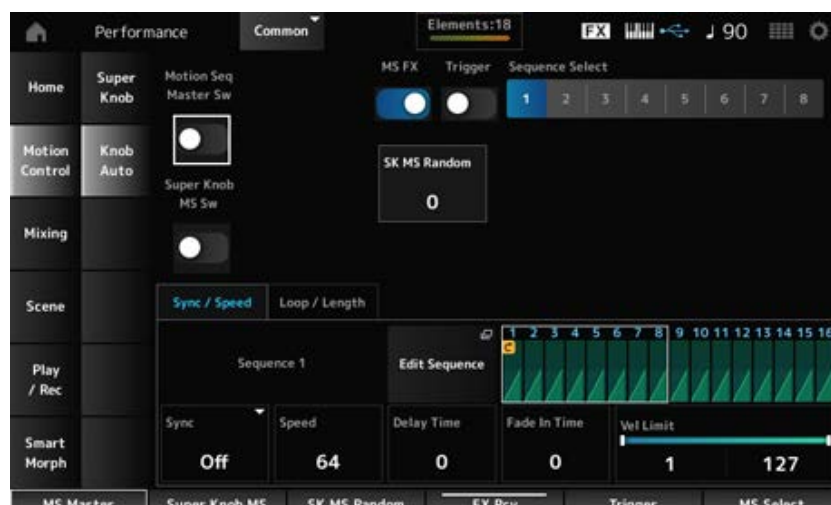 Performance
Common
Elements:18
FX
90
Home
Super Knob
Motion Seq Master Sw
MS FX
Trigger
Sequence Select
1 2 3 4 5 6 7 8
Motion Control
Knob Auto
SK MS Random
0
Super Knob MS Sw
Mixing
Scene
Sync / Speed
Loop / Length
Play / Rec
Sequence 1
Edit Sequence
1 2 3 4 5 6 7 8 9 10 11 12 13 14 15 16
C
Smart Morph
Sync
Off
Speed
64
Delay Time
0
Fade In Time
0
Vel Limit
1 127
MS Master
Super Knob MS
SK MS Random
FX Rcv
Trigger
MS Select